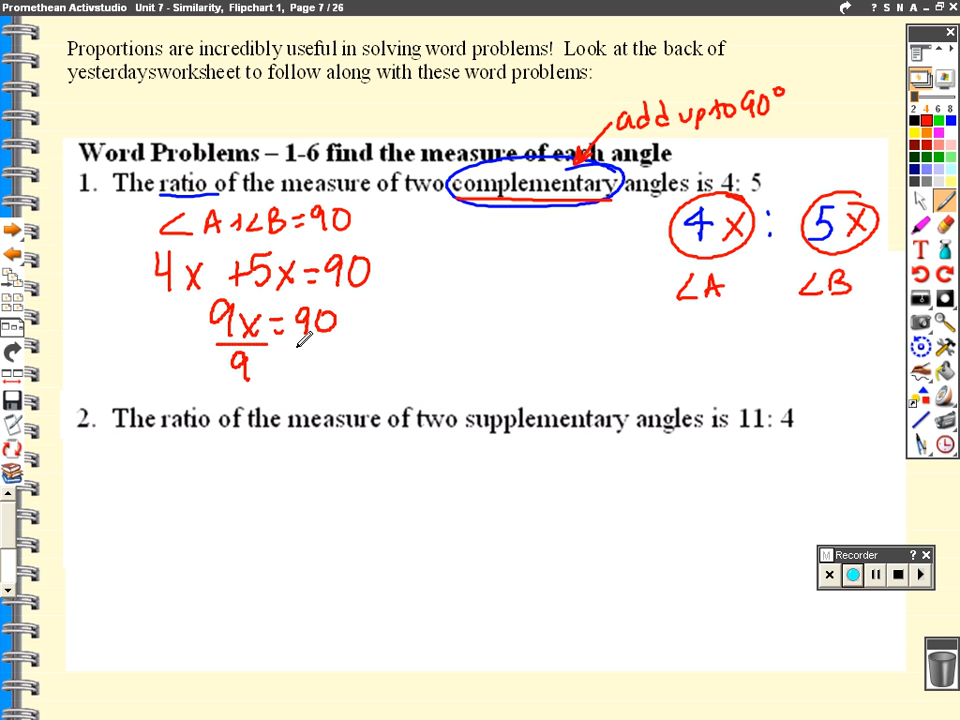 Promethean Activstudio Unit 7 - Similarity, Flipchart 1, Page 7 / 26
? S N A
Proportions are incredibly useful in solving word problems! Look at the back of
yesterdaysworksheet to follow along with these word problems:
add up to 90°
Word Problems – 1-6 find the measure of each angle
1. The ratio of the measure of two complementary angles is 4: 5
∠A + ∠B = 90
4x : 5x
4x + 5x = 90
∠A ∠B
9x = 90
9
2. The ratio of the measure of two supplementary angles is 11: 4
2 4 6 8
M Recorder ? x